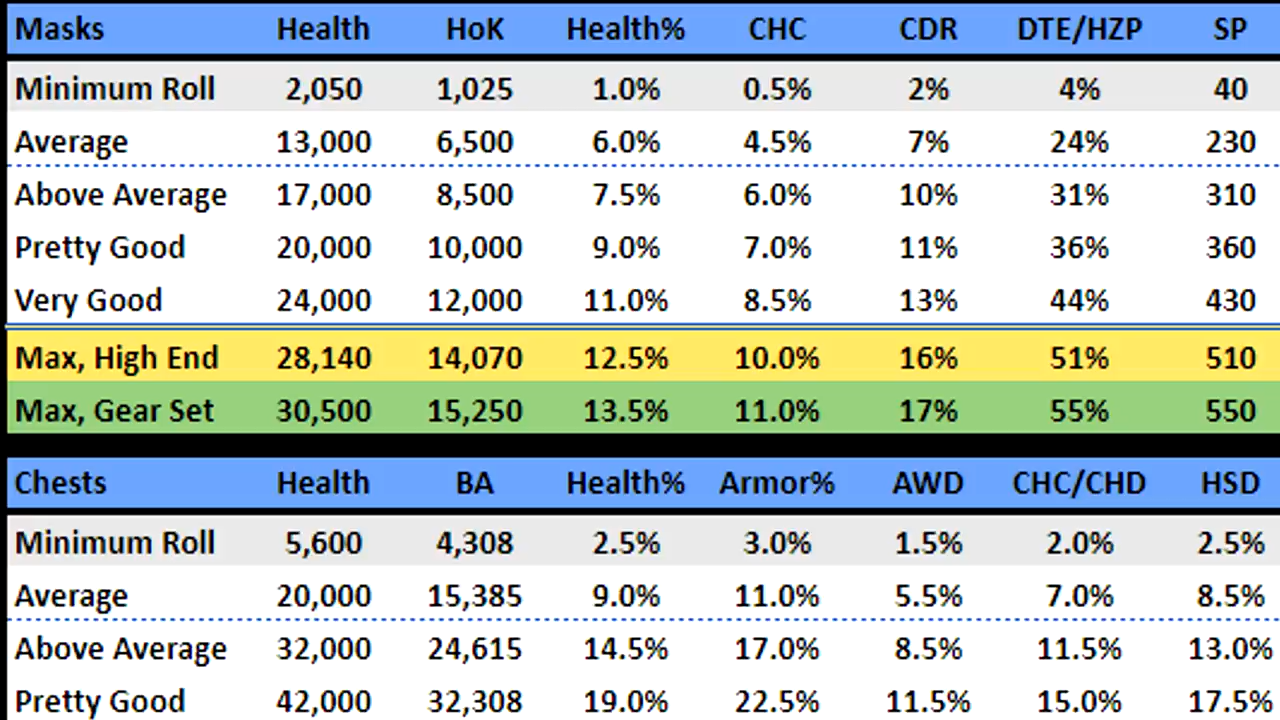 Masks Health HoK Health% CHC CDR DTE/HZP SP
Minimum Roll 2,050 1,025 1.0% 0.5% 2% 4% 40
Average 13,000 6,500 6.0% 4.5% 7% 24% 230
Above Average 17,000 8,500 7.5% 6.0% 10% 31% 310
Pretty Good 20,000 10,000 9.0% 7.0% 11% 36% 360
Very Good 24,000 12,000 11.0% 8.5% 13% 44% 430
Max, High End 28,140 14,070 12.5% 10.0% 16% 51% 510
Max, Gear Set 30,500 15,250 13.5% 11.0% 17% 55% 550
Chests Health BA Health% Armor% AWD CHC/CHD HSD
Minimum Roll 5,600 4,308 2.5% 3.0% 1.5% 2.0% 2.5%
Average 20,000 15,385 9.0% 11.0% 5.5% 7.0% 8.5%
Above Average 32,000 24,615 14.5% 17.0% 8.5% 11.5% 13.0%
Pretty Good 42,000 32,308 19.0% 22.5% 11.5% 15.0% 17.5%